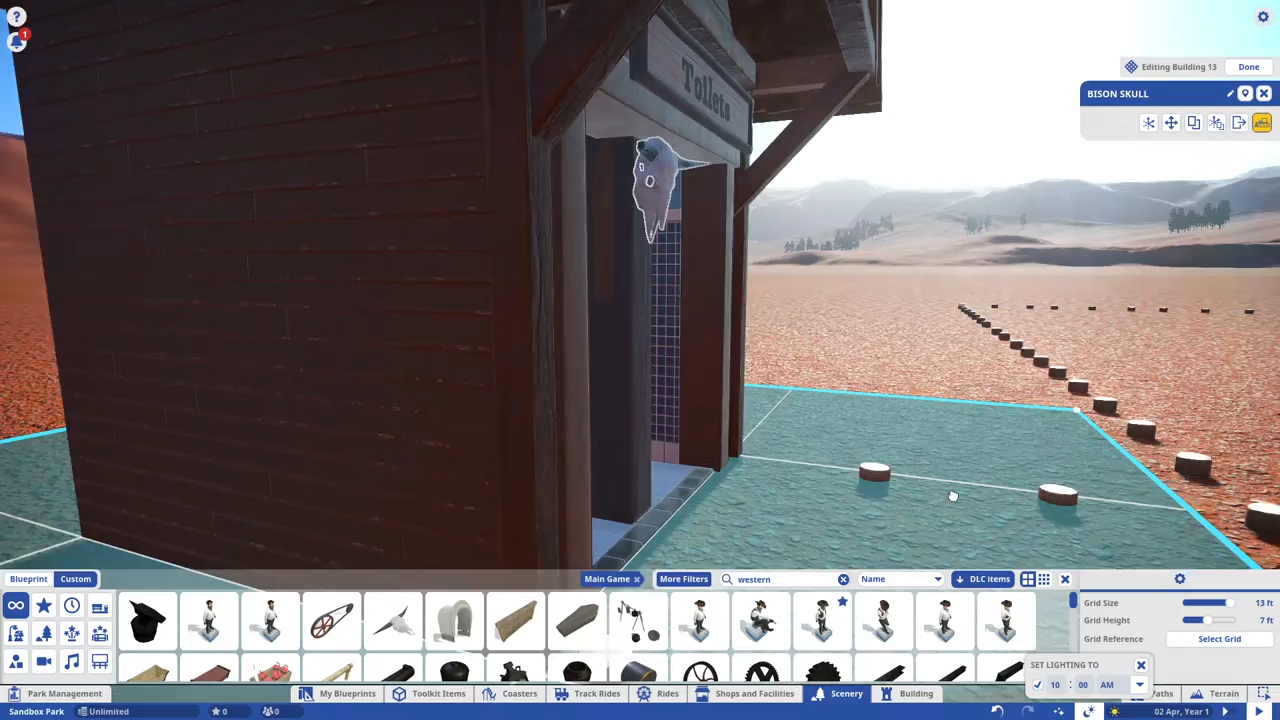 ?
1
Editing Building 13
Done
BISON SKULL
Toilets
Blueprint
Custom
Main Game
More Filters
western
Name
DLC items
Grid Size
13 ft
Grid Height
7 ft
Grid Reference
Select Grid
SET LIGHTING TO
10 : 00 AM
Park Management
My Blueprints
Toolkit Items
Coasters
Track Rides
Rides
Shops and Facilities
Scenery
Building
Paths
Terrain
Sandbox Park
Unlimited
0
0
02 Apr, Year 1